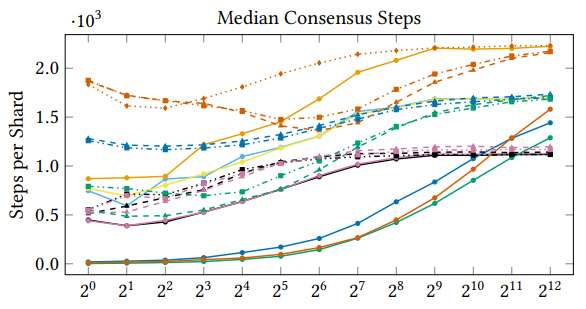 Median Consensus Steps
·10³
Steps per Shard
2.0
1.5
1.0
0.5
0.0
2⁰ 2¹ 2² 2³ 2⁴ 2⁵ 2⁶ 2⁷ 2⁸ 2⁹ 2¹⁰ 2¹¹ 2¹²